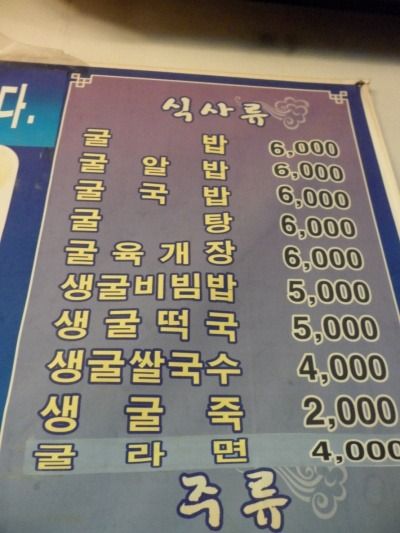 다.
식사류
굴 밥 6,000
굴 알 밥 6,000
굴 국 밥 6,000
굴 탕 6,000
굴 육 개 장 6,000
생굴비빔밥 5,000
생 굴 떡 국 5,000
생굴쌀국수 4,000
생 굴 죽 2,000
굴 라 면 4,000
주류